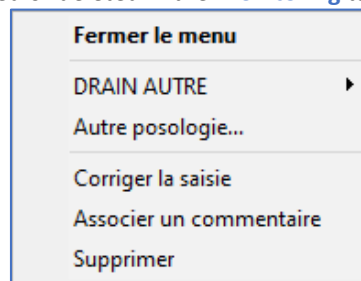 Fermer le menu
DRAIN AUTRE
Autre posologie...
Corriger la saisie
Associer un commentaire
Supprimer